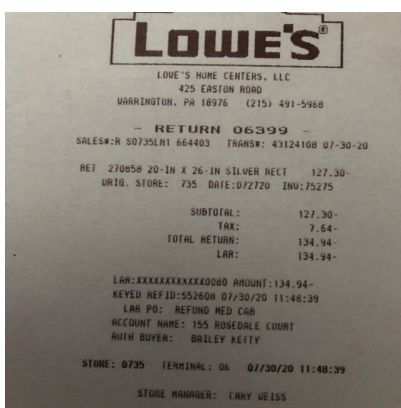 LOWE'S
LOWE'S HOME CENTERS, LLC
425 EASTON ROAD
WARRINGTON, PA 18976 (215) 491-5968
- RETURN 06399 -
SALES#:R S0735LM1 664403 TRANS#: 43124108 07-30-20
RET 270858 20-IN X 26-IN SILVER RECT 127.30-
ORIG. STORE: 735 DATE:072720 INV:75275
SUBTOTAL: 127.30-
TAX: 7.64-
TOTAL RETURN: 134.94-
LAR: 134.94-
LAR:XXXXXXXXXXXX0080 AMOUNT:134.94-
KEYED REFID:552608 07/30/20 11:48:39
LAR PO: REFUND MED CAB
ACCOUNT NAME: 155 ROSEDALE COURT
AUTH BUYER: BAILEY KEITY
STORE: 0735 TERMINAL: 06 07/30/20 11:48:39
STORE MANAGER: CARY WEISS